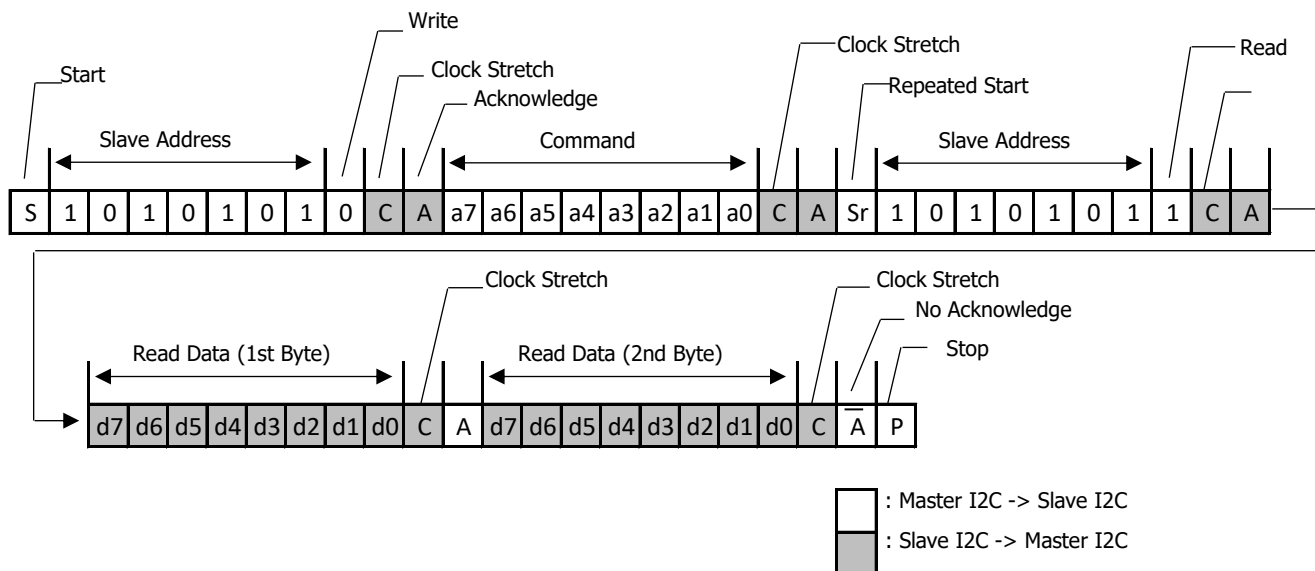 Write
Clock Stretch
Read
Start
Clock Stretch
Repeated Start
Acknowledge
Slave Address
Command
Slave Address
S 1 0 1 0 1 0 1 0 C A a7 a6 a5 a4 a3 a2 a1 a0 C A Sr 1 0 1 0 1 0 1 1 C A
Clock Stretch
Clock Stretch
No Acknowledge
Read Data (1st Byte)
Read Data (2nd Byte)
Stop
d7 d6 d5 d4 d3 d2 d1 d0 C A d7 d6 d5 d4 d3 d2 d1 d0 C A̅ P
: Master I2C -> Slave I2C
: Slave I2C -> Master I2C